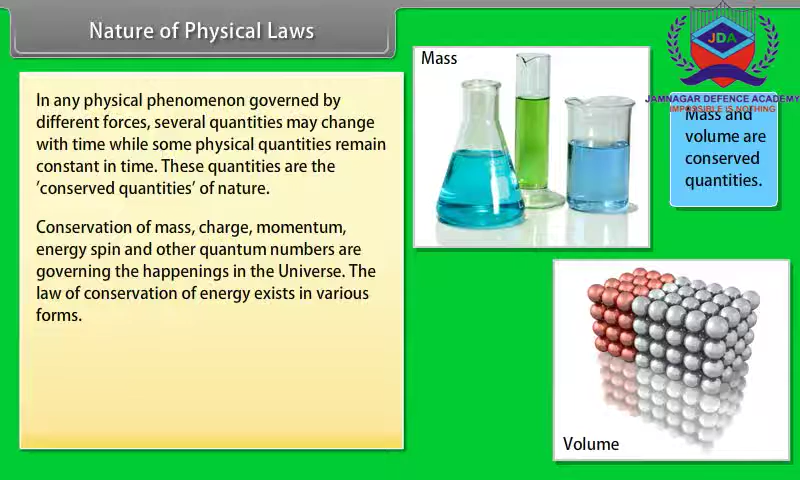 Nature of Physical Laws
In any physical phenomenon governed by
different forces, several quantities may change
with time while some physical quantities remain
constant in time. These quantities are the
‘conserved quantities’ of nature.
Conservation of mass, charge, momentum,
energy spin and other quantum numbers are
governing the happenings in the Universe. The
law of conservation of energy exists in various
forms.
Mass
JDA
JAMNAGAR DEFENCE ACADEMY
IMPOSSIBLE IS NOTHING
Mass and
volume are
conserved
quantities.
Volume